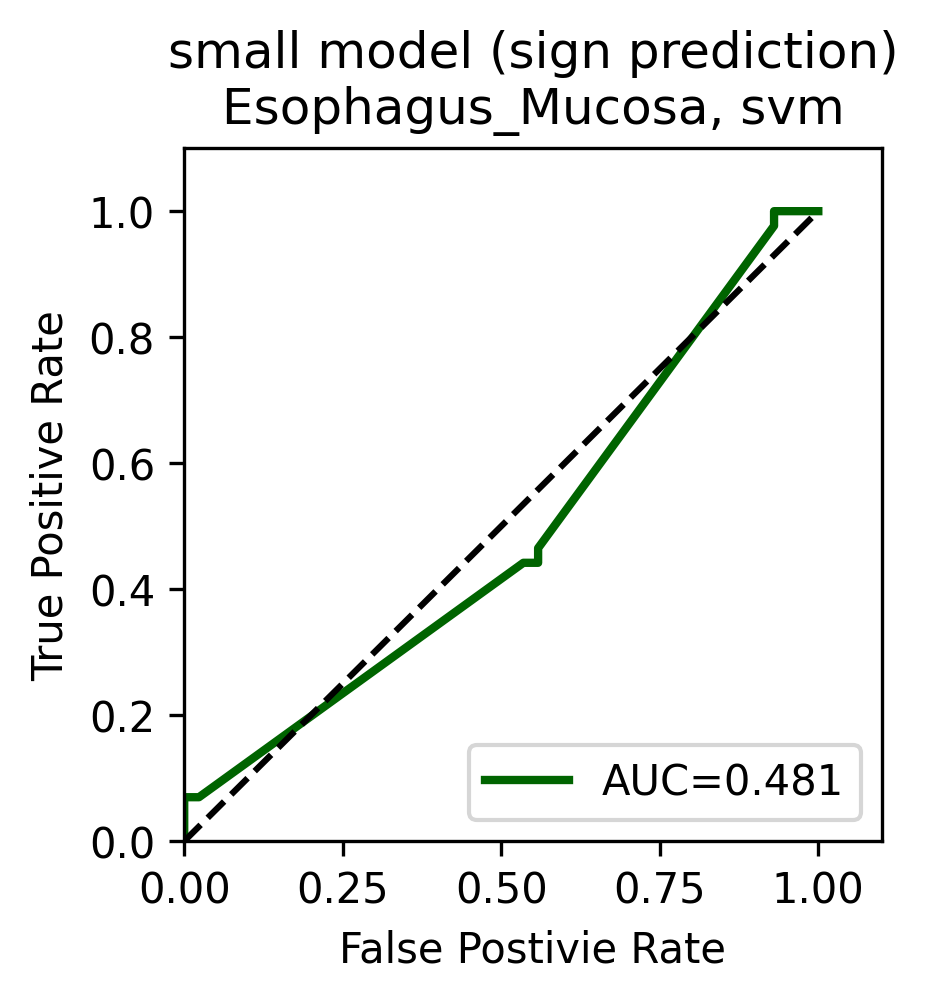 small model (sign prediction)
Esophagus_Mucosa, svm
True Positive Rate
1.0
0.8
0.6
0.4
0.2
0.0
AUC=0.481
0.00 0.25 0.50 0.75 1.00
False Postivie Rate